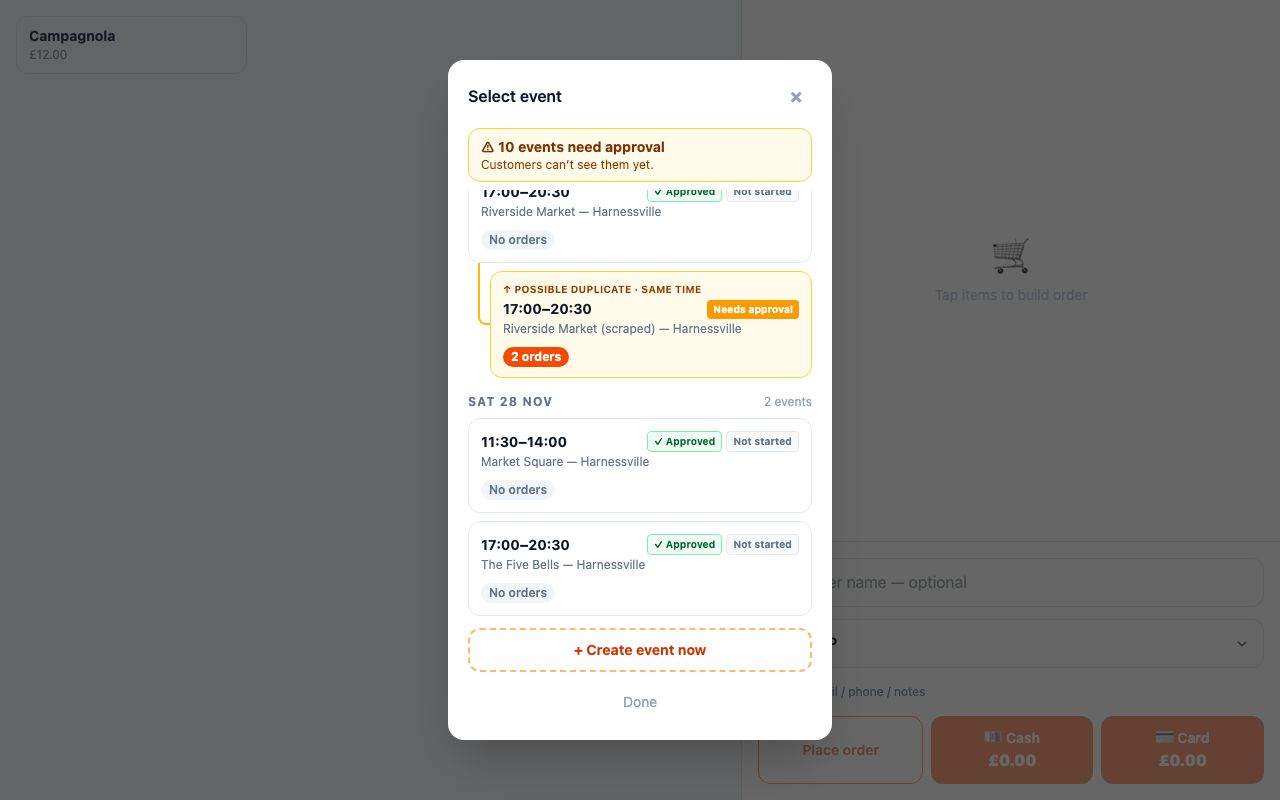 Campagnola
£12.00
Select event
×
⚠ 10 events need approval
Customers can't see them yet.
17:00–20:30
✓ Approved
Not started
Riverside Market — Harnessville
No orders
↑ POSSIBLE DUPLICATE · SAME TIME
17:00–20:30
Needs approval
Riverside Market (scraped) — Harnessville
2 orders
SAT 28 NOV
2 events
11:30–14:00
✓ Approved
Not started
Market Square — Harnessville
No orders
17:00–20:30
✓ Approved
Not started
The Five Bells — Harnessville
No orders
+ Create event now
Done
Tap items to build order
name — optional
/ phone / notes
Place order
Cash
£0.00
Card
£0.00